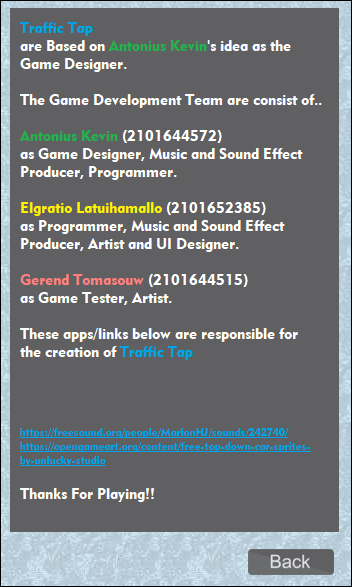 Traffic Tap
are Based on Antonius Kevin's idea as the
Game Designer.
The Game Development Team are consist of..
Antonius Kevin (2101644572)
as Game Designer, Music and Sound Effect
Producer, Programmer.
Elgratio Latuihamallo (2101652385)
as Programmer, Music and Sound Effect
Producer, Artist and UI Designer.
Gerend Tomasouw (2101644515)
as Game Tester, Artist.
These apps/links below are responsible for
the creation of Traffic Tap
https://freesound.org/people/MarlonHJ/sounds/242740/
https://opengameart.org/content/free-top-down-car-sprites-
by-unlucky-studio
Thanks For Playing!!
Back